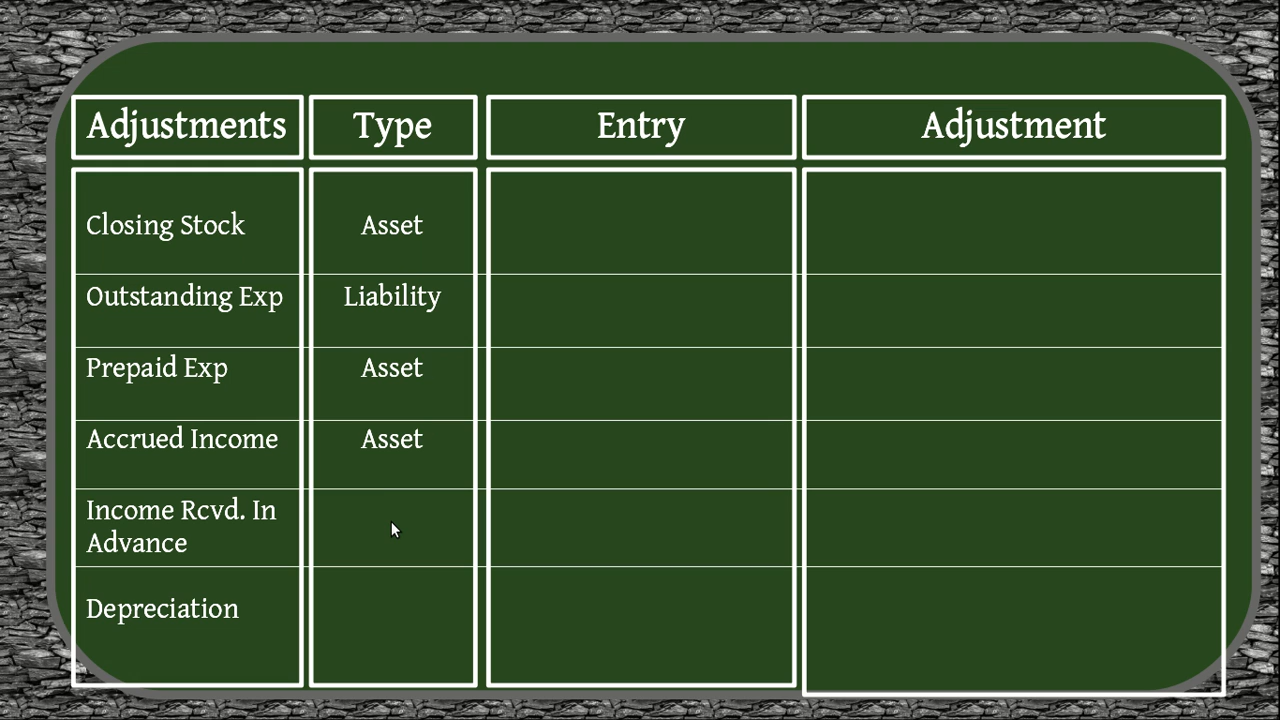 Adjustments Type Entry Adjustment
Closing Stock Asset
Outstanding Exp Liability
Prepaid Exp Asset
Accrued Income Asset
Income Rcvd. In
Advance
Depreciation